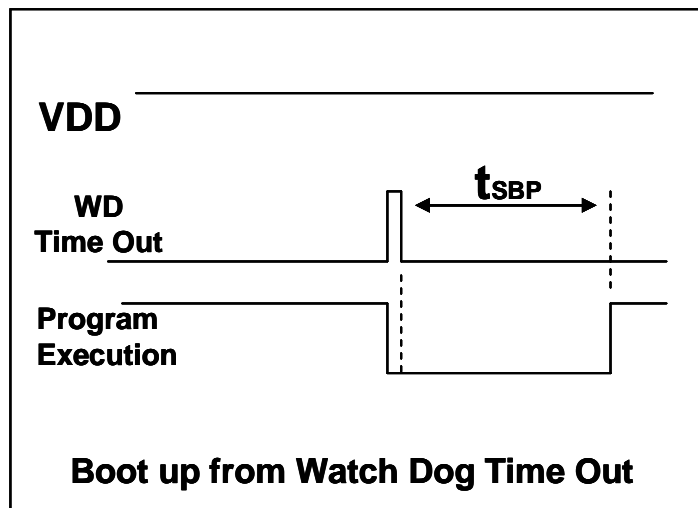 VDD
tSBP
WD
Time Out
Program
Execution
Boot up from Watch Dog Time Out